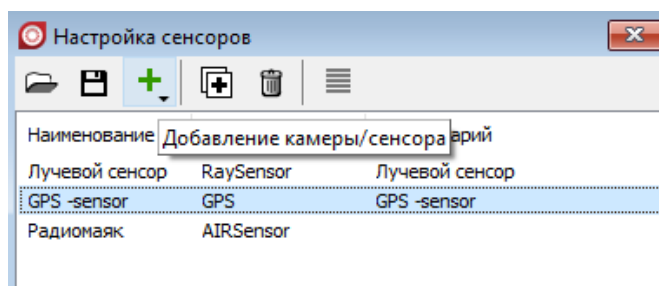 Настройка сенсоров
Наименование
Добавление камеры/сенсора
арий
Лучевой сенсор RaySensor Лучевой сенсор
GPS -sensor GPS GPS -sensor
Радиомаяк AIRSensor